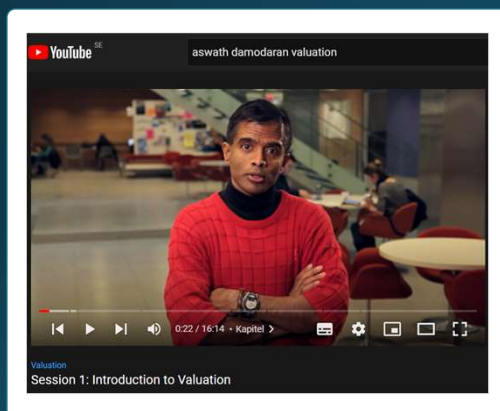 YouTube SE
aswath damodaran valuation
0:22 / 16:14 • Kapitel >
Valuation
Session 1: Introduction to Valuation